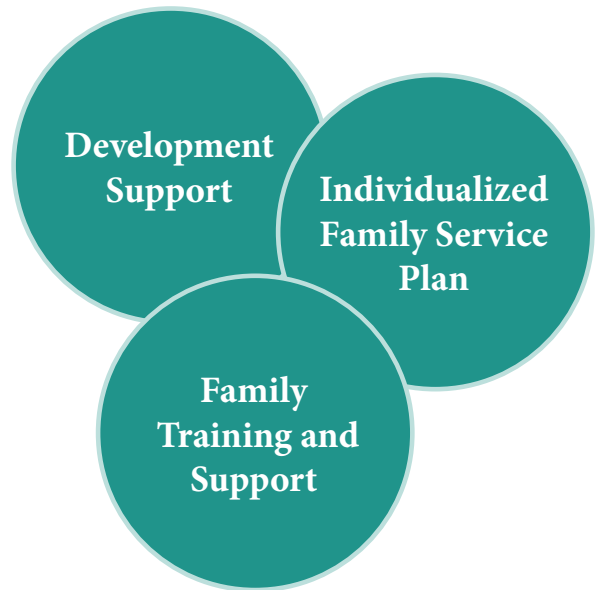 Development
Support
Individualized
Family Service
Plan
Family
Training and
Support